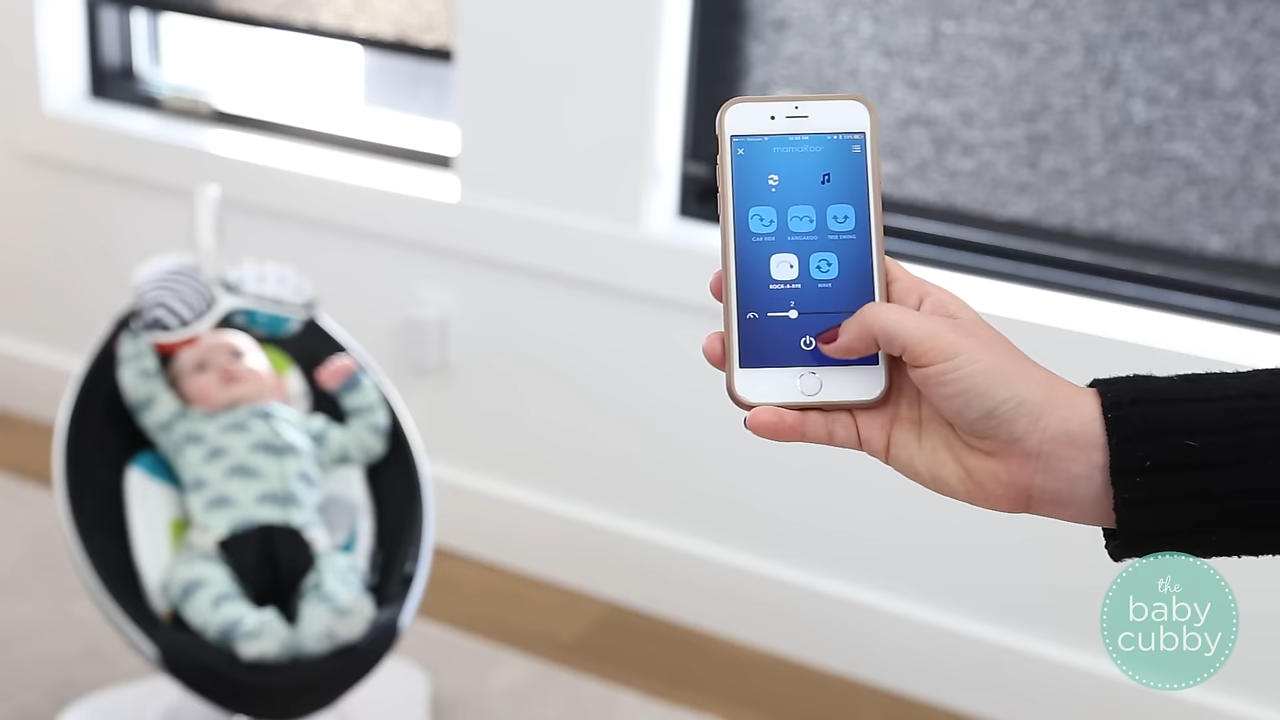 mamaRoo
CAR RIDE
KANGAROO
TREE SWING
ROCK-A-BYE
WAVE
2
the
baby
cubby